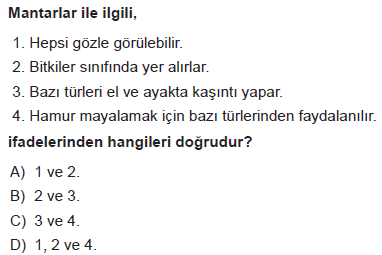 Mantarlar ile ilgili,
1. Hepsi gözle görülebilir.
2. Bitkiler sınıfında yer alırlar.
3. Bazı türleri el ve ayakta kaşıntı yapar.
4. Hamur mayalamak için bazı türlerinden faydalanılır.
ifadelerinden hangileri doğrudur?
A) 1 ve 2.
B) 2 ve 3.
C) 3 ve 4.
D) 1, 2 ve 4.